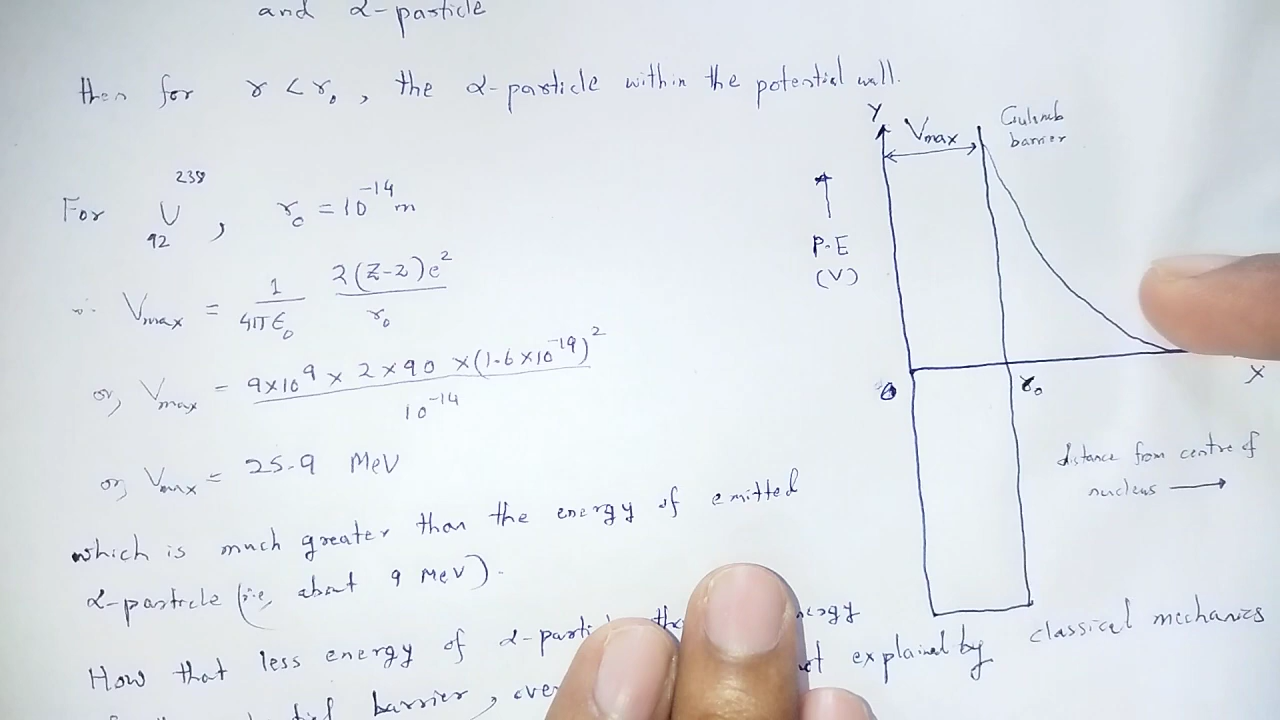 and α-particle
then for r < r₀, the α-particle within the potential wall.
For ₉₂U²³⁸, r₀ = 10⁻¹⁴ m
∴ Vmax = 1/4πε₀ 2(Z-2)e²/r₀
or, Vmax = 9×10⁹ × 2×90 ×(1.6×10⁻¹⁹)²/10⁻¹⁴
or, Vmax = 25.9 MeV
which is much greater than the energy of emitted
α-particle (i.e, about 9 MeV).
How that less energy of α-parti explained by classical mechanics
barrier,
Y
Vmax
Coulomb
barrier
P.E
(V)
O
r₀
X
distance from centre of
nucleus →